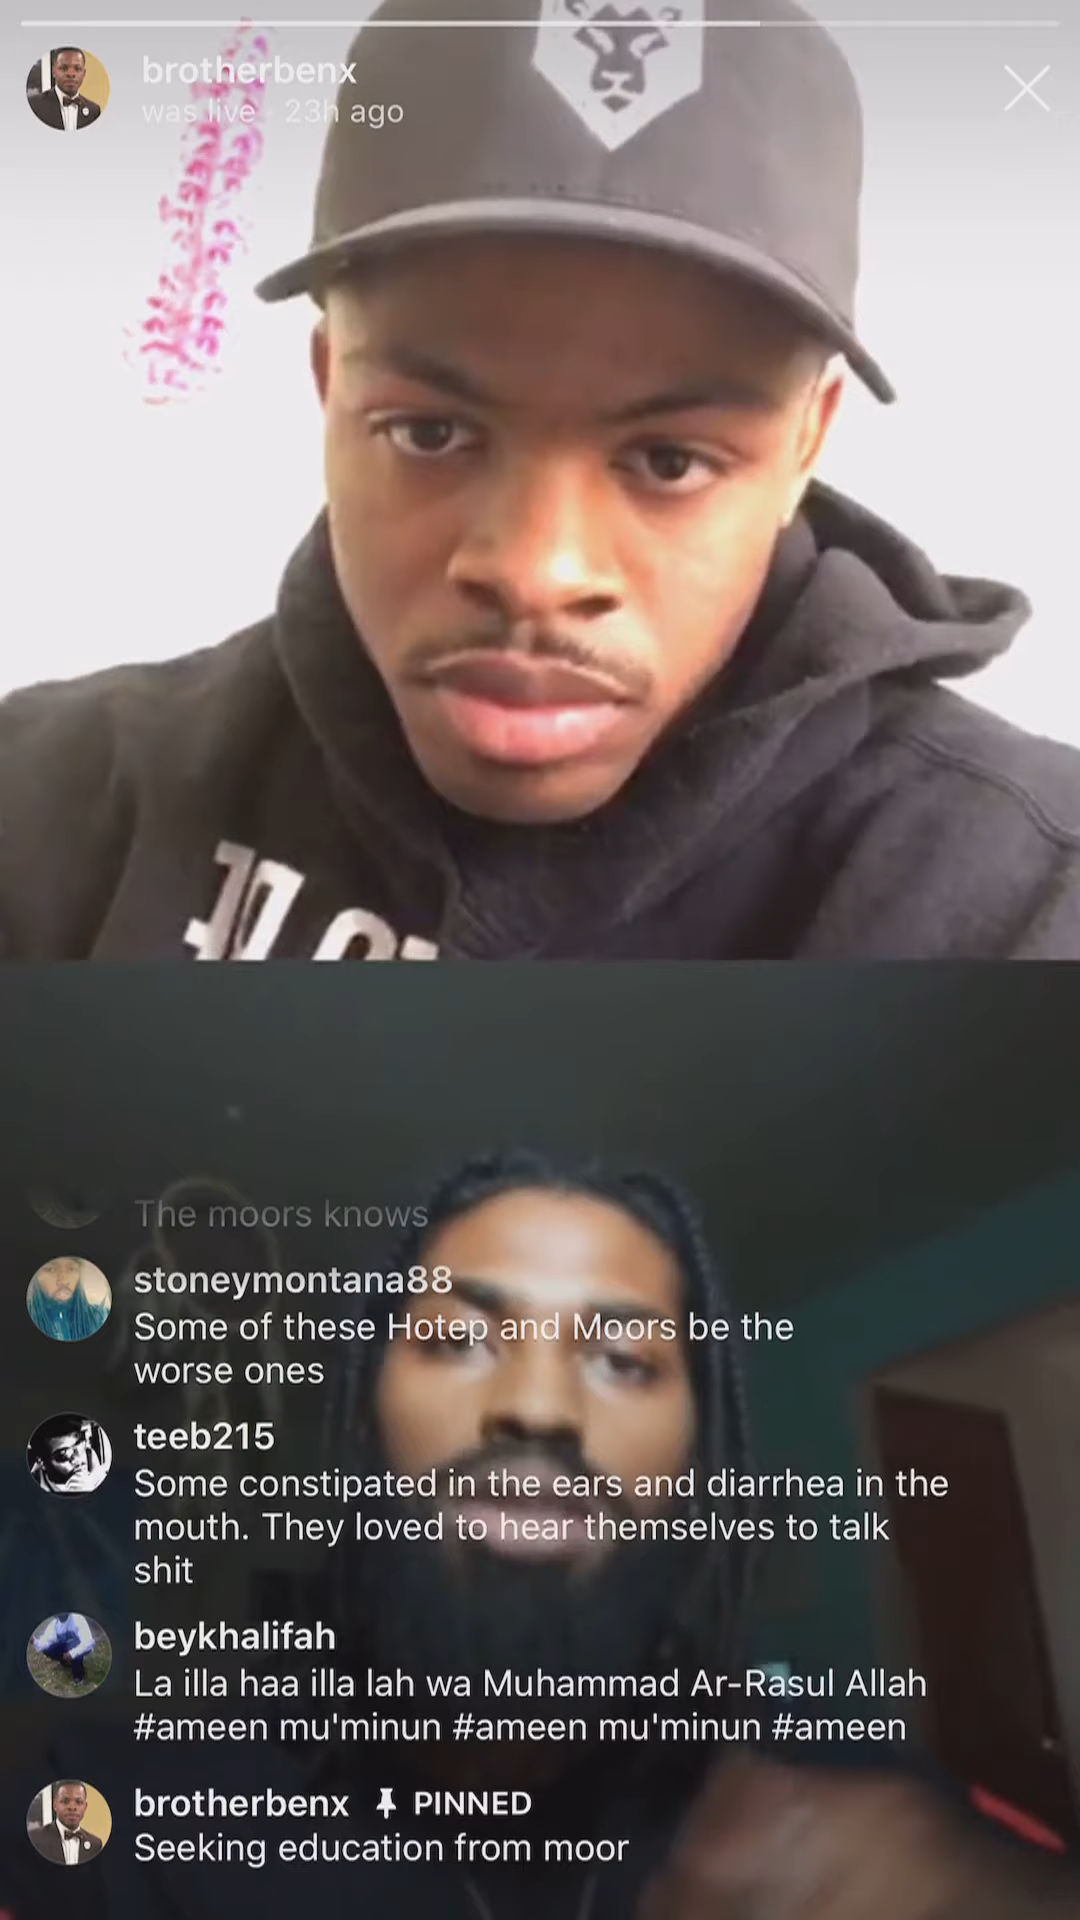 brotherbenx
was live · 23h ago
The moors knows
stoneymontana88
Some of these Hotep and Moors be the
worse ones
teeb215
Some constipated in the ears and diarrhea in the
mouth. They loved to hear themselves to talk
shit
beykhalifah
La illa haa illa lah wa Muhammad Ar-Rasul Allah
#ameen mu'minun #ameen mu'minun #ameen
brotherbenx PINNED
Seeking education from moor